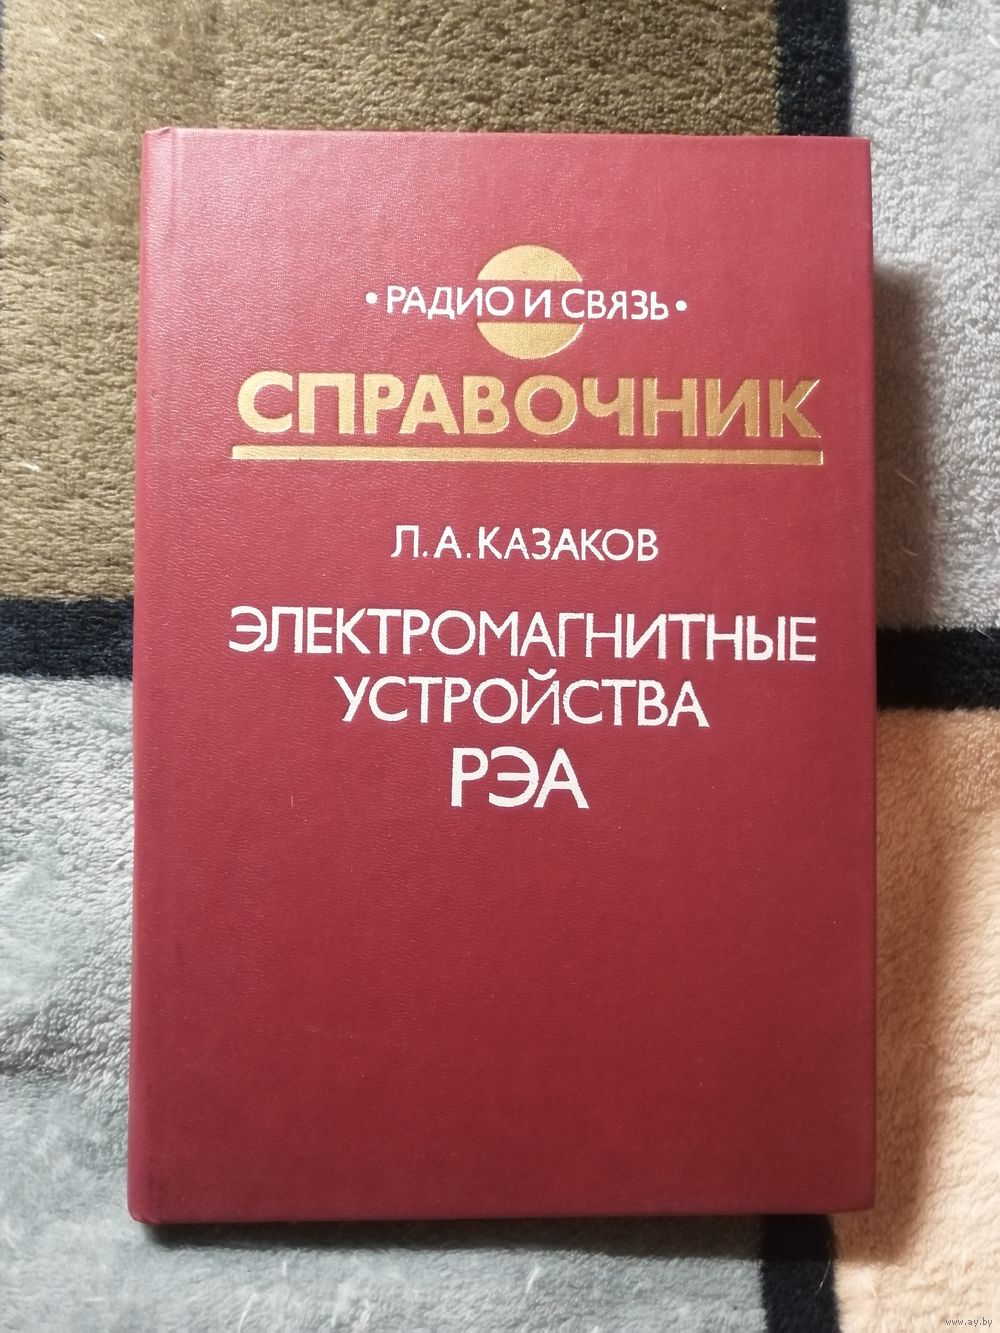 • РАДИО И СВЯЗЬ •
СПРАВОЧНИК
Л.А.КАЗАКОВ
ЭЛЕКТРОМАГНИТНЫЕ
УСТРОЙСТВА
РЭА
www.ay.by